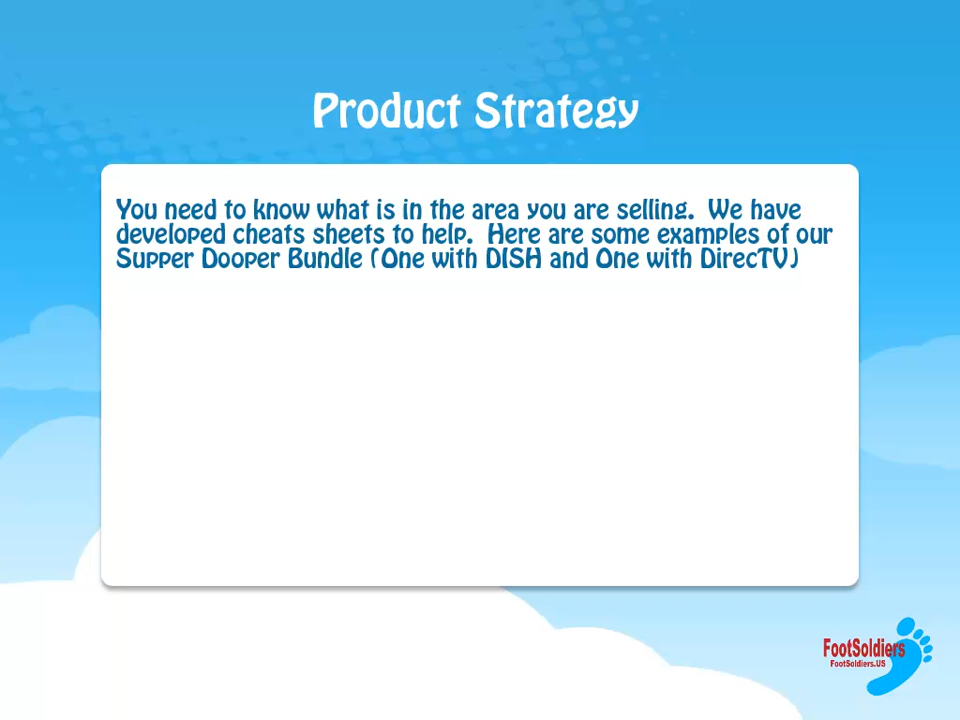 Product Strategy
You need to know what is in the area you are selling.  We have
developed cheats sheets to help.  Here are some examples of our
Supper Dooper Bundle (One with DISH and One with DirecTV)
FootSoldiers
FootSoldiers.US